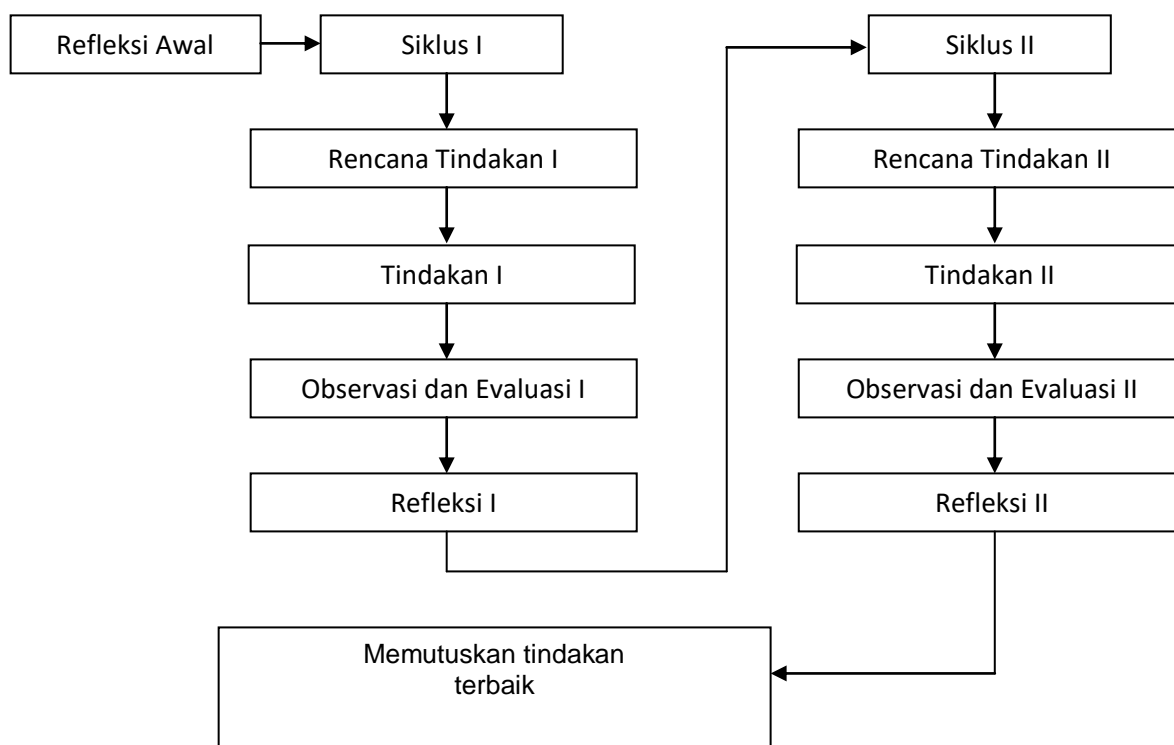 Refleksi Awal
Siklus I
Rencana Tindakan I
Tindakan I
Observasi dan Evaluasi I
Refleksi I
Siklus II
Rencana Tindakan II
Tindakan II
Observasi dan Evaluasi II
Refleksi II
Memutuskan tindakan
terbaik